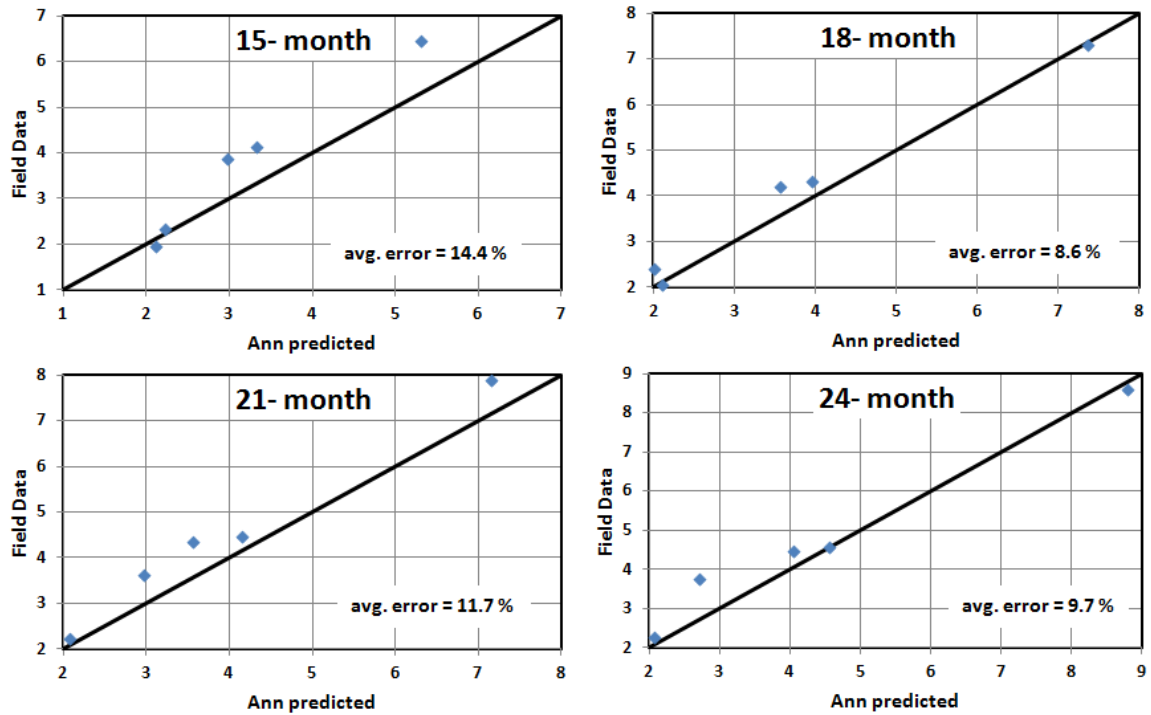 15- month
7
6
5
4
3
2
1
Field Data
avg. error = 14.4 %
1 2 3 4 5 6 7
Ann predicted
18- month
8
7
6
5
4
3
2
Field Data
avg. error = 8.6 %
2 3 4 5 6 7 8
Ann predicted
21- month
8
7
6
5
4
3
2
Field Data
avg. error = 11.7 %
2 3 4 5 6 7 8
Ann predicted
24- month
9
8
7
6
5
4
3
2
Field Data
avg. error = 9.7 %
2 3 4 5 6 7 8 9
Ann predicted